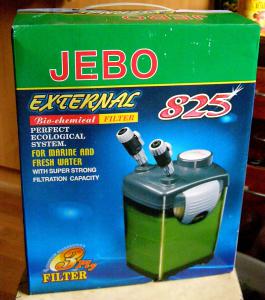 JEBO
EXTERNAL 825
Bio-chemical FILTER
PERFECT
ECOLOGICAL
SYSTEM.
FOR MARINE AND
FRESH WATER
WITH SUPER STRONG
FILTRATION CAPACITY
3
FILTER